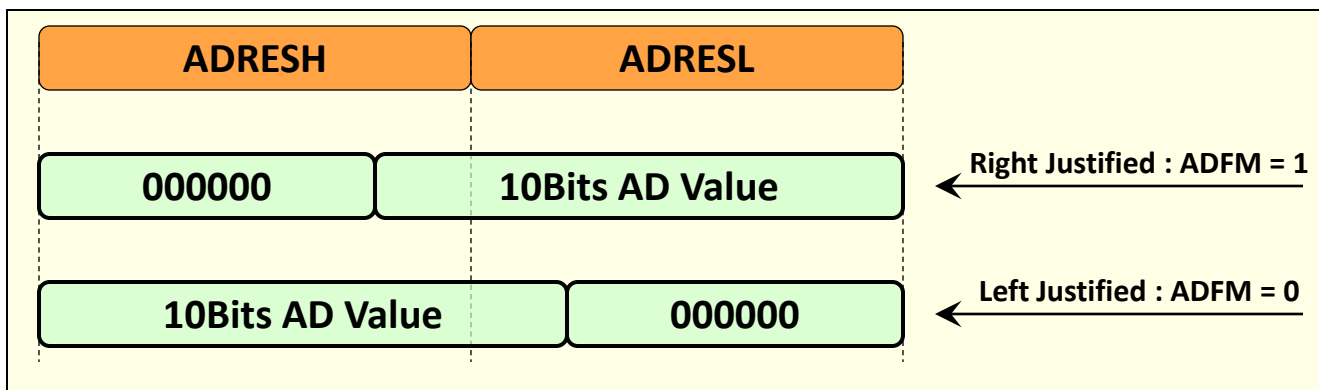 ADRESH ADRESL
000000 10Bits AD Value Right Justified : ADFM = 1
10Bits AD Value 000000 Left Justified : ADFM = 0